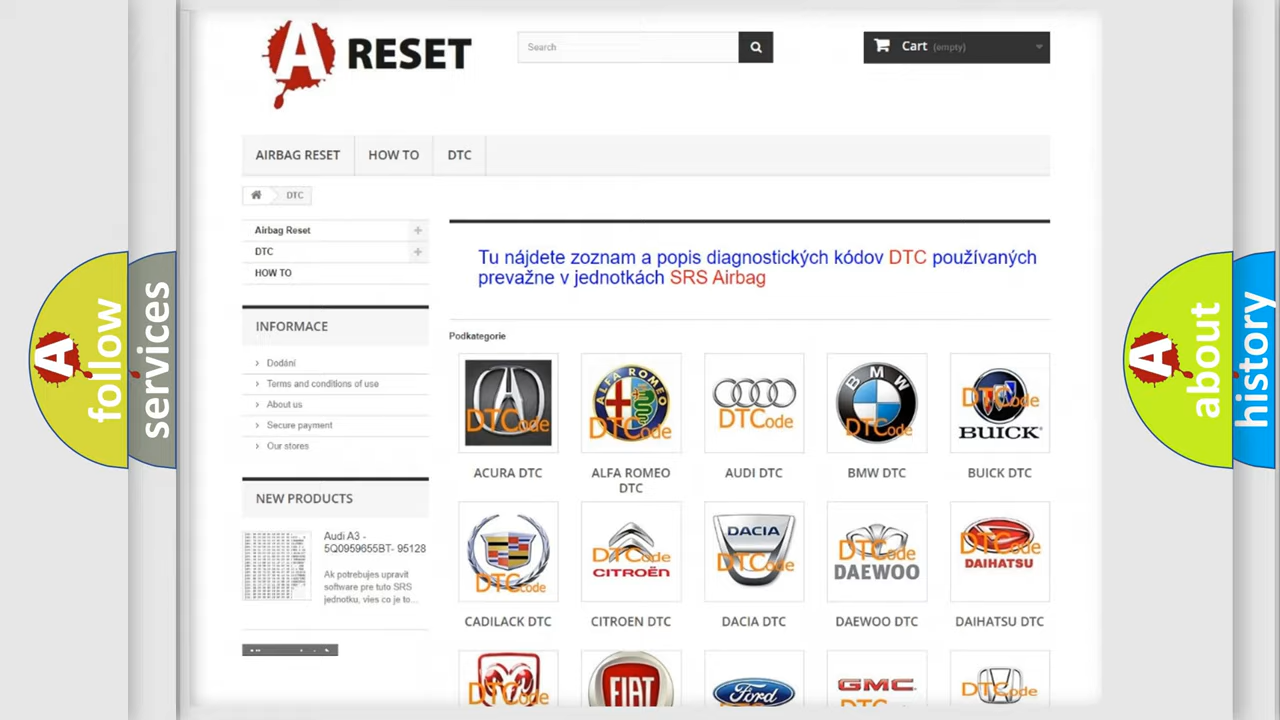 A RESET
Search
Cart (empty)
AIRBAG RESET
HOW TO
DTC
DTC
Airbag Reset
DTC
HOW TO
INFORMACE
Dodání
Terms and conditions of use
About us
Secure payment
Our stores
NEW PRODUCTS
Audi A3 -
5Q0959655BT- 95128
Ak potrebujes upravit
software pre tuto SRS
jednotku, vies co je to...
Tu nájdete zoznam a popis diagnostických kódov DTC používaných
prevažne v jednotkách SRS Airbag
Podkategorie
DTCode
ALFA ROMEO
DTCode
DTCode
BMW
DTCode
DTCode
BUICK
ACURA DTC
ALFA ROMEO
DTC
AUDI DTC
BMW DTC
BUICK DTC
DTCode
DTCode
CITROËN
DACIA
DTCode
DTCode
DAEWOO
DTCode
DAIHATSU
CADILACK DTC
CITROEN DTC
DACIA DTC
DAEWOO DTC
DAIHATSU DTC
DTCode
FIAT
Ford
GMC
DTCode
A
follow
services
A
about
history